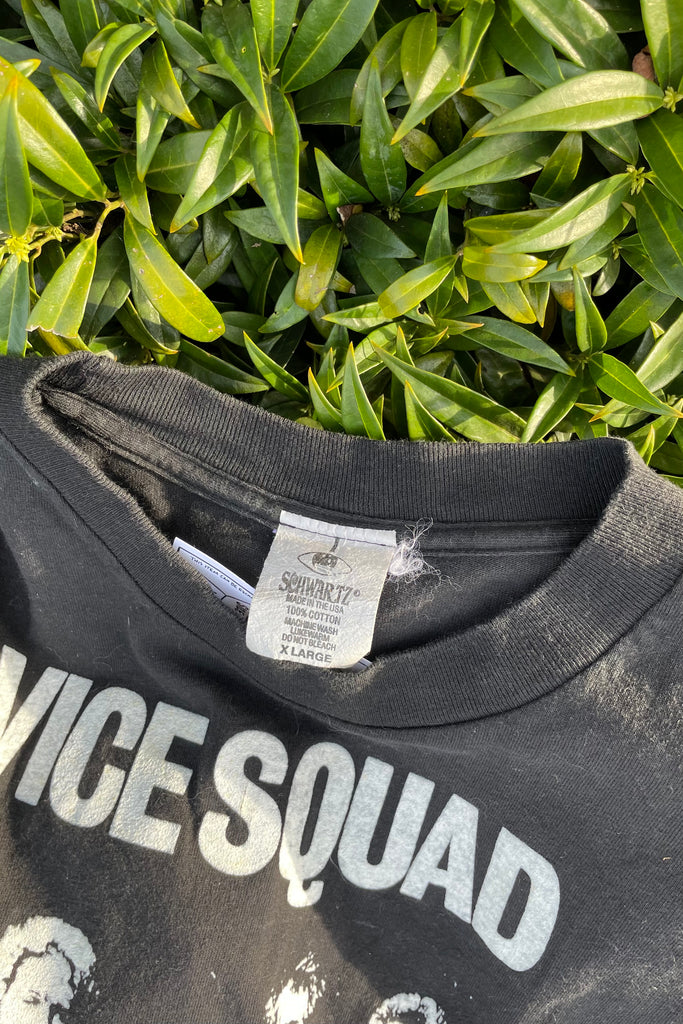 SCHWARTZ®
MADE IN THE USA
100% COTTON
MACHINE WASH
LUKEWARM
DO NOT BLEACH
X LARGE
VICE SQUAD